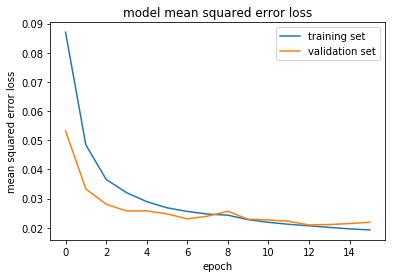 model mean squared error loss
0.09
0.08
0.07
0.06
0.05
0.04
0.03
0.02
mean squared error loss
training set
validation set
0 2 4 6 8 10 12 14
epoch